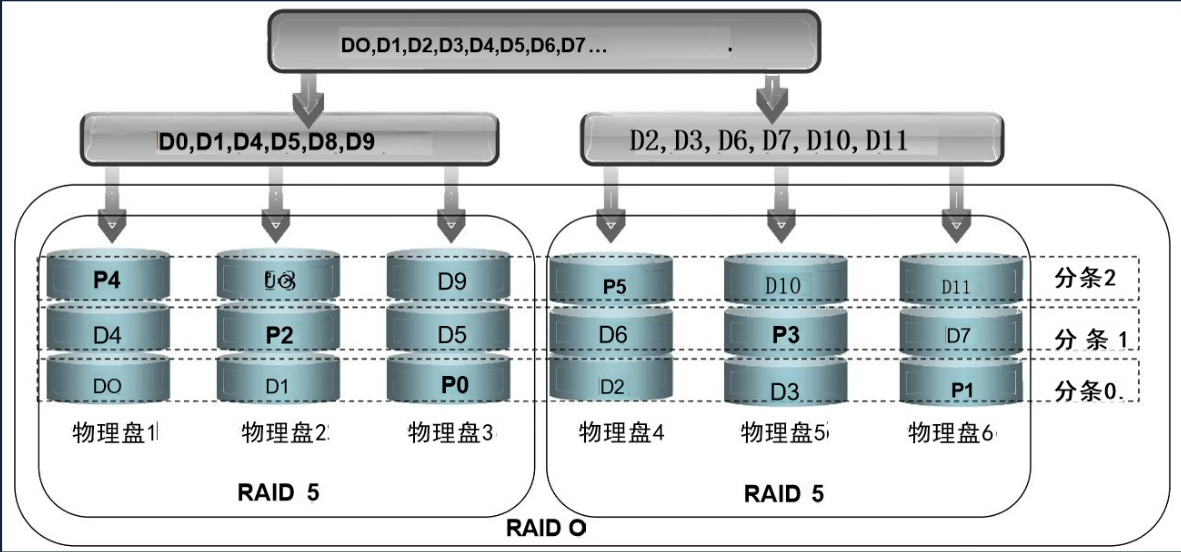 DO,D1,D2,D3,D4,D5,D6,D7... .
D0,D1,D4,D5,D8,D9
D2, D3, D6, D7, D10, D11
P4 D9 P5 D10 D11 分条2
D4 P2 D5 D6 P3 D7 分条1
DO D1 P0 D2 D3 P1 分条0.
物理盘1 物理盘2 物理盘3 物理盘4 物理盘5 物理盘6
RAID 5 RAID 5
RAID O